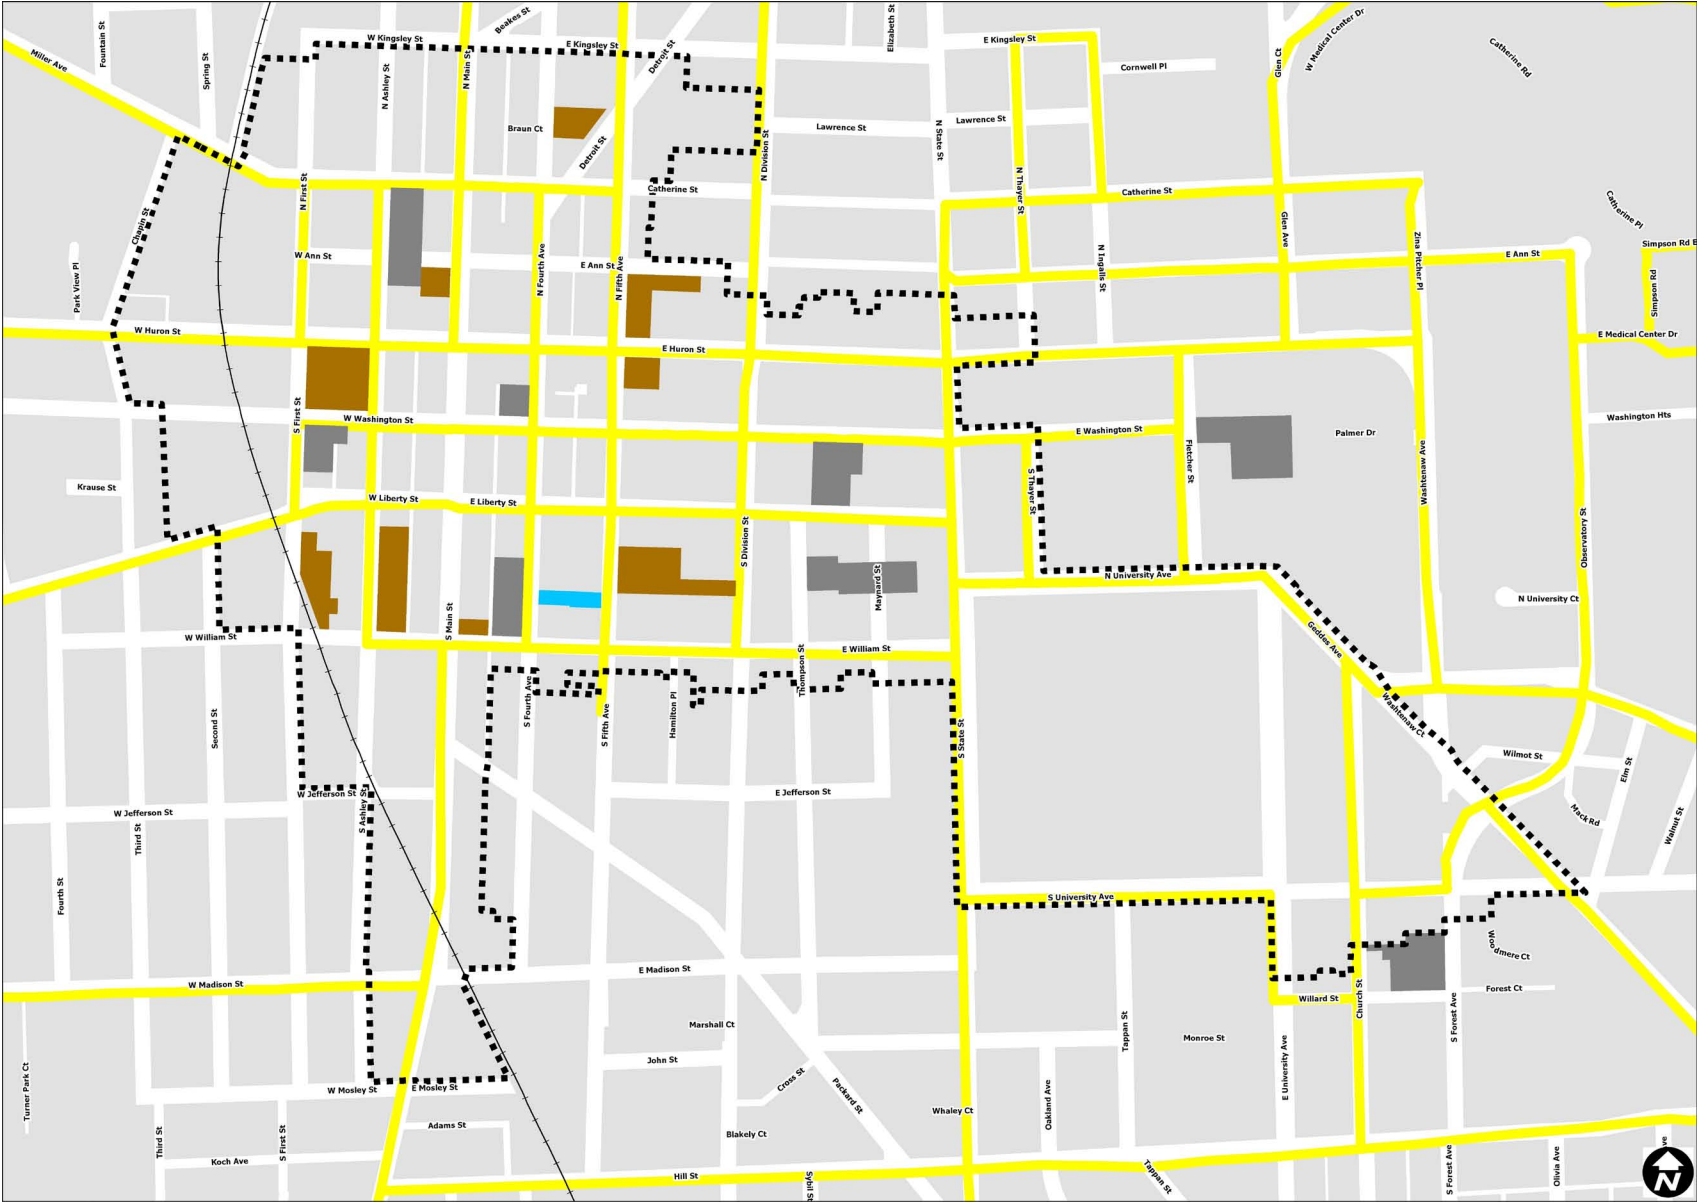 Fountain St
Spring St
Miller Ave
W Kingsley St
N Ashley St
N Main St
Beakes St
E Kingsley St
Detroit St
Elizabeth St
E Kingsley St
Cornwell Pl
Glen Ct
W Medical Center Dr
Catherine Rd
Braun Ct
Detroit St
N Division St
Lawrence St
Lawrence St
N State St
N First St
Catherine St
N Thayer St
Catherine St
Catherine Pl
Chapin St
Park View Pl
W Ann St
E Ann St
N Fourth Ave
N Fifth Ave
N Ingalls St
Glen Ave
Zina Pitcher Pl
E Ann St
Simpson Rd E
Simpson Rd
W Huron St
E Huron St
E Medical Center Dr
S First St
W Washington St
E Washington St
Fletcher St
Palmer Dr
Washtenaw Ave
Washington Hts
Krause St
W Liberty St
E Liberty St
S Division St
S Thayer St
Observatory St
Maynard St
N University Ave
N University Ct
W William St
S Main St
E William St
Geddes Ave
Second St
S Fourth Ave
S Fifth Ave
Hamilton Pl
Thompson St
S State St
Washtenaw Ct
Wilmot St
Elm St
W Jefferson St
W Jefferson St
S Ashley St
E Jefferson St
Mack Rd
Walnut St
Third St
Fourth St
S University Ave
Woodmere Ct
W Madison St
E Madison St
Willard St
Church St
Forest Ct
Turner Park Ct
Marshall Ct
John St
Cross St
Packard St
Tappan St
Monroe St
E University Ave
S Forest Ave
W Mosley St
E Mosley St
Adams St
Whaley Ct
Oakland Ave
Third St
S First St
Koch Ave
Blakely Ct
Hill St
Sybil St
Tappan St
S Forest Ave
Olivia Ave
ve
N